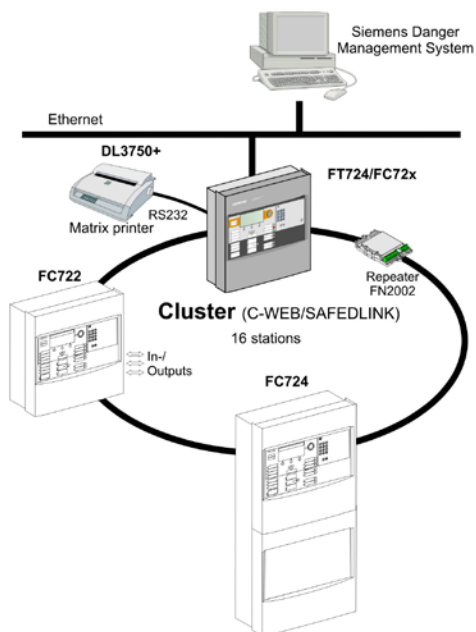 Siemens Danger
Management System
Ethernet
DL3750+
FT724/FC72x
RS232
Matrix printer
Repeater
FN2002
FC722
Cluster (C-WEB/SAFEDLINK)
16 stations
In-/
Outputs
FC724